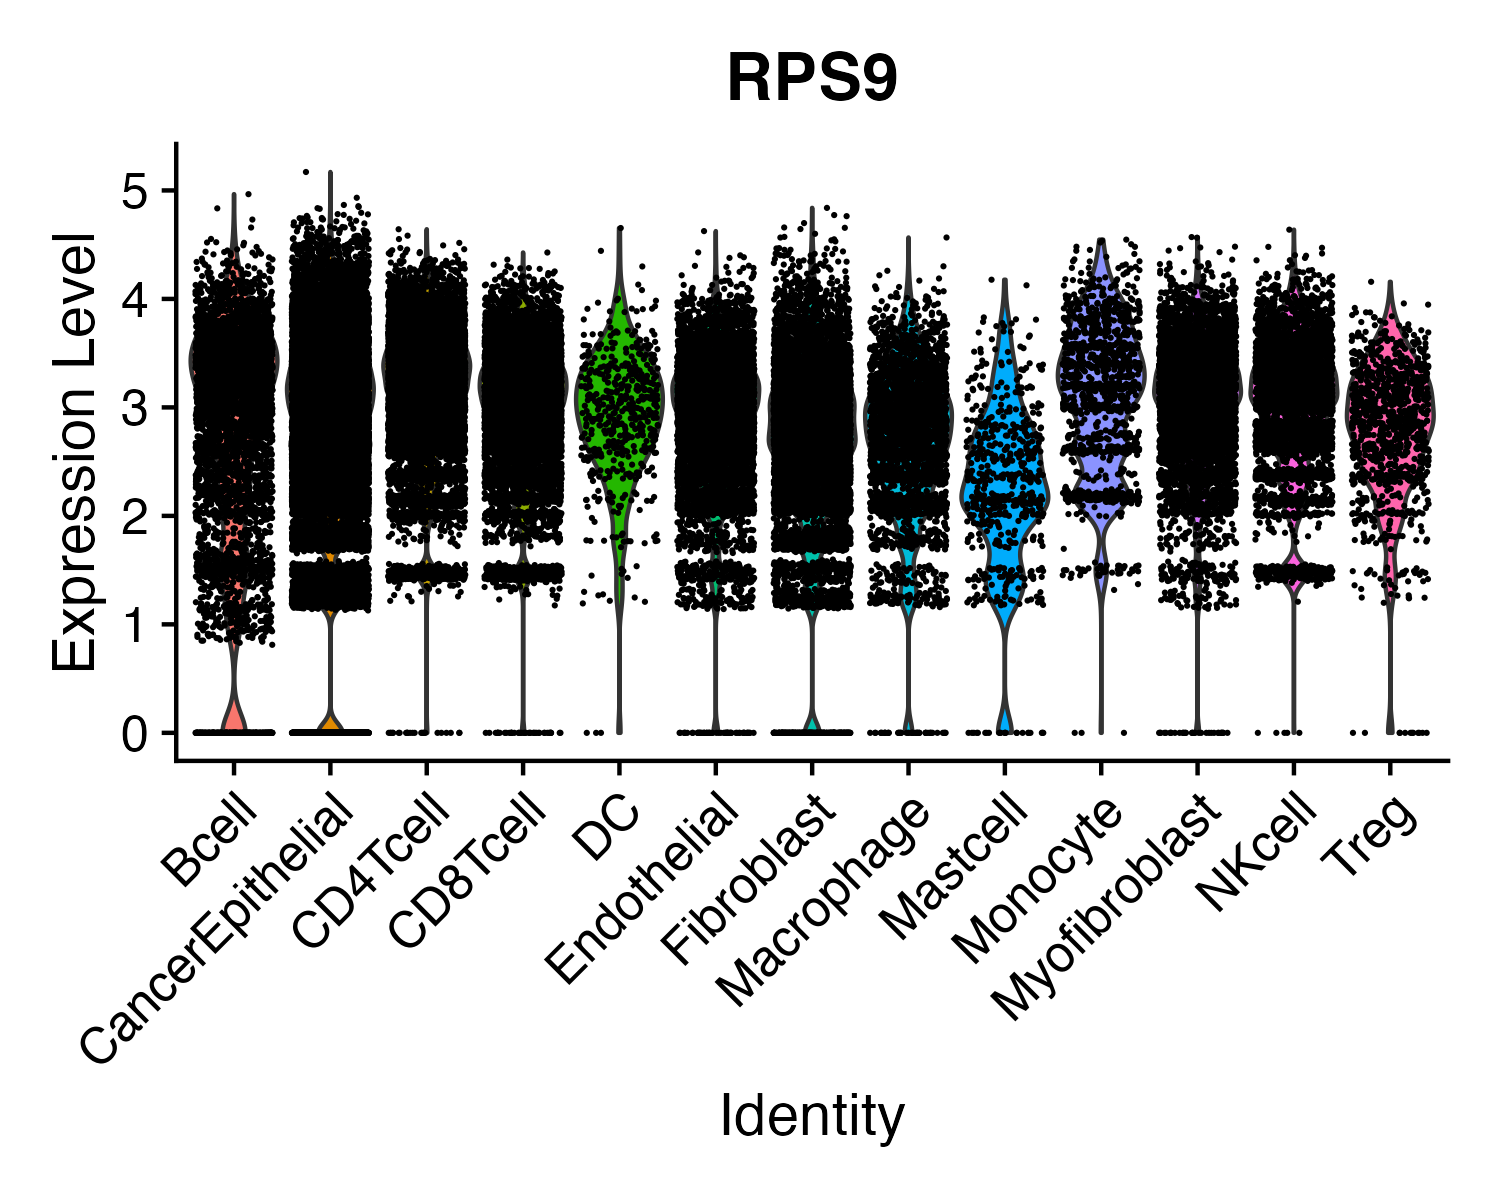 RPS9
Expression Level
5
4
3
2
1
0
Bcell
CancerEpithelial
CD4Tcell
CD8Tcell
DC
Endothelial
Fibroblast
Macrophage
Mastcell
Monocyte
Myofibroblast
NKcell
Treg
Identity